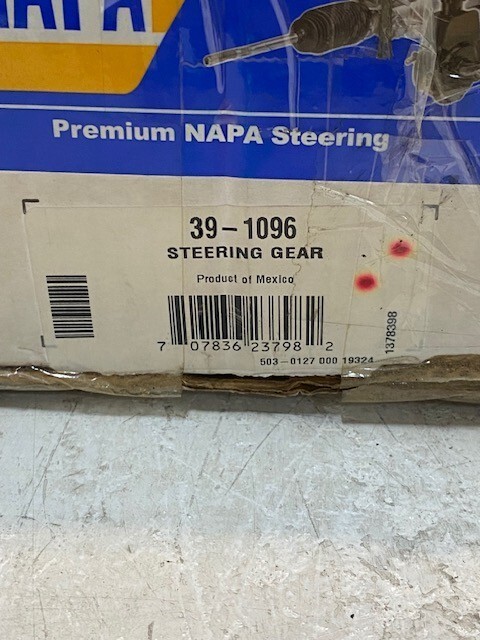 NAPA
Premium NAPA Steering
39-1096
STEERING GEAR
Product of Mexico
7 07836 23798 2
503-0127 000 19324
1378398